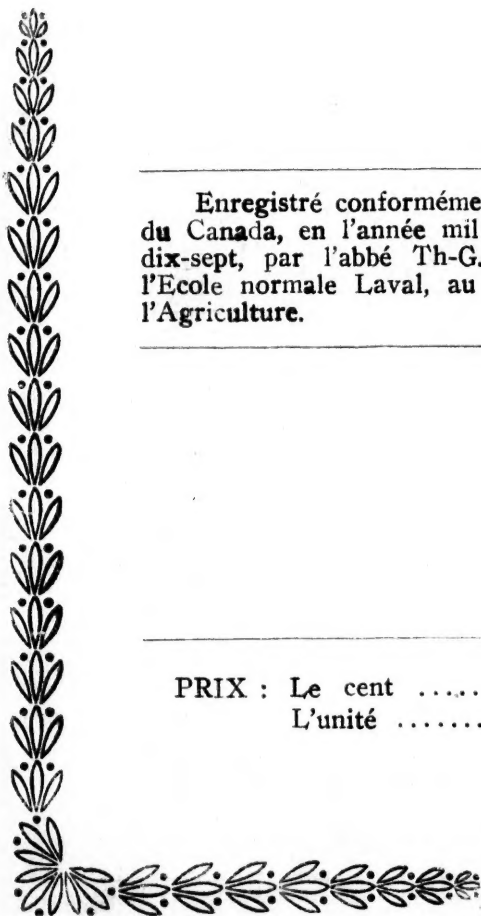 Enregistré conforméme
du Canada, en l'année mil
dix-sept, par l'abbé Th-G.
l'Ecole normale Laval, au
l'Agriculture.
PRIX : Le cent .....
L'unité .......